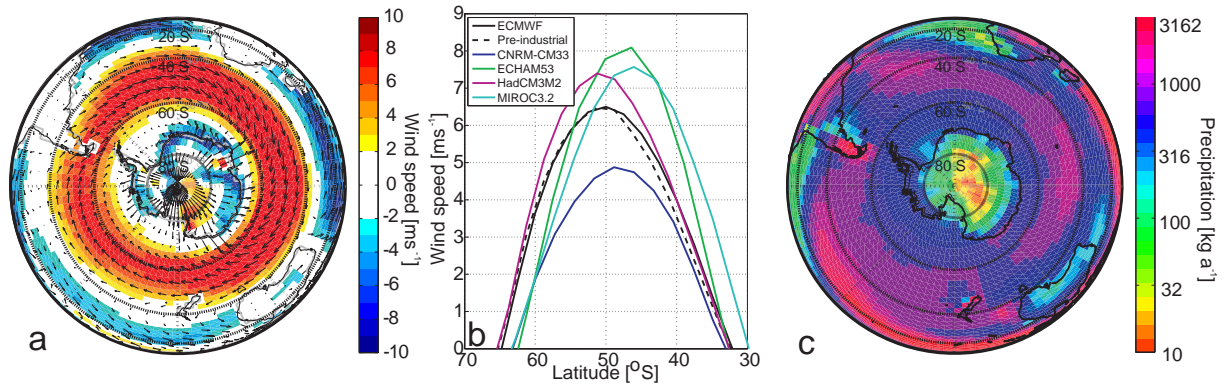 20 S
40 S
60 S
80 S
a
10
8
6
4
2
0
-2
-4
-6
-8
-10
Wind speed [ms-1]
9
8
7
6
5
4
3
2
1
0
Wind speed [ms-1]
ECMWF
Pre-industrial
CNRM-CM33
ECHAM53
HadCM3M2
MIROC3.2
b
70
60
50
40
30
Latitude [oS]
20 S
40 S
60 S
80 S
c
3162
1000
316
100
32
10
Precipitation [kg a-1]